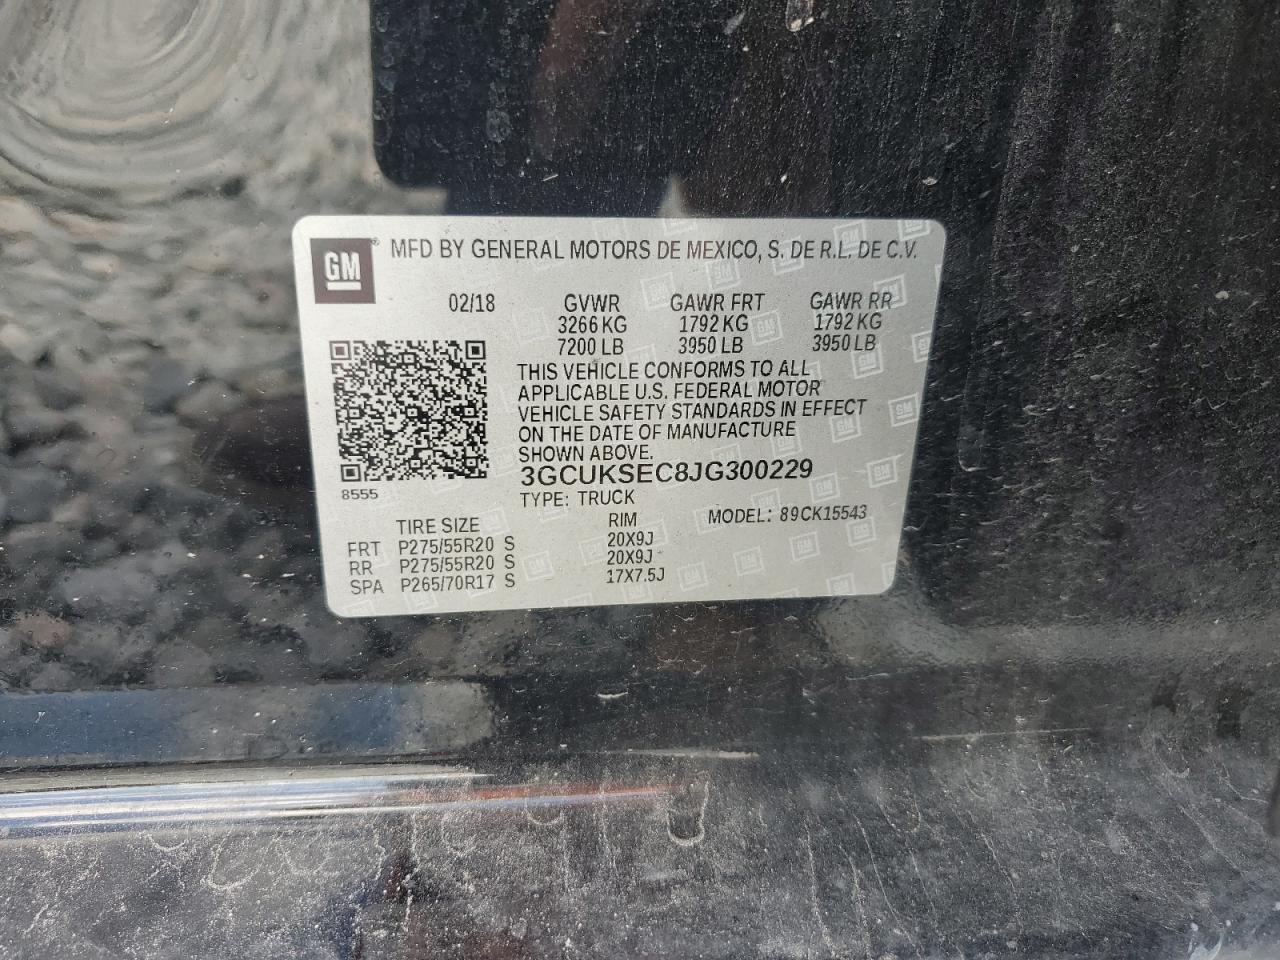 GM® MFD BY GENERAL MOTORS DE MEXICO, S. DE R.L. DE C.V.
02/18 GVWR GAWR FRT GAWR RR
3266 KG 1792 KG 1792 KG
7200 LB 3950 LB 3950 LB
THIS VEHICLE CONFORMS TO ALL
APPLICABLE U.S. FEDERAL MOTOR
VEHICLE SAFETY STANDARDS IN EFFECT
ON THE DATE OF MANUFACTURE
SHOWN ABOVE.
3GCUKSEC8JG300229
8555
TYPE: TRUCK
MODEL: 89CK15543
TIRE SIZE RIM
FRT P275/55R20 S 20X9J
RR P275/55R20 S 20X9J
SPA P265/70R17 S 17X7.5J